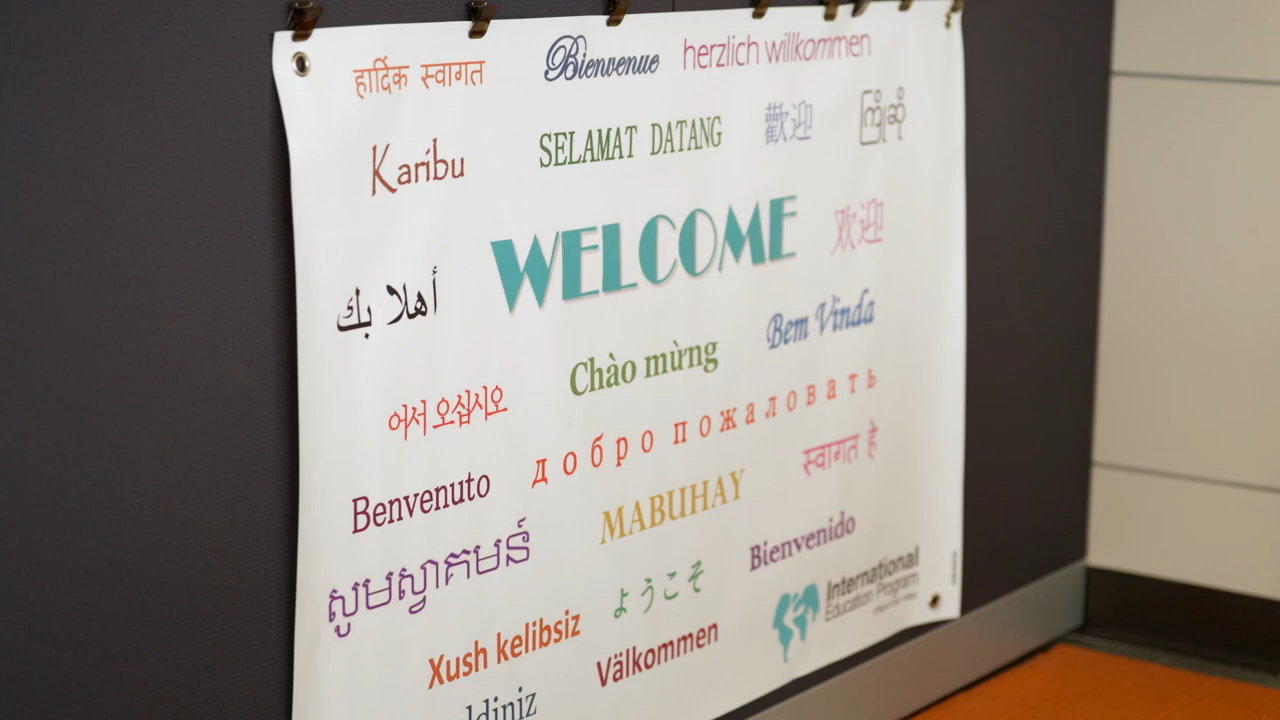 हार्दिक स्वागत
Bienvenue
herzlich willkommen
Karibu
SELAMAT DATANG
歡迎
ကြိုဆို
WELCOME
欢迎
أهلا بك
Chào mừng
Bem Vinda
어서 오십시오
добро пожаловать
स्वागत हे
Benvenuto
MABUHAY
Bienvenido
សូមស្វាគមន៍
ようこそ
International
Education Program
Xush kelibsiz
Välkommen
ldiniz